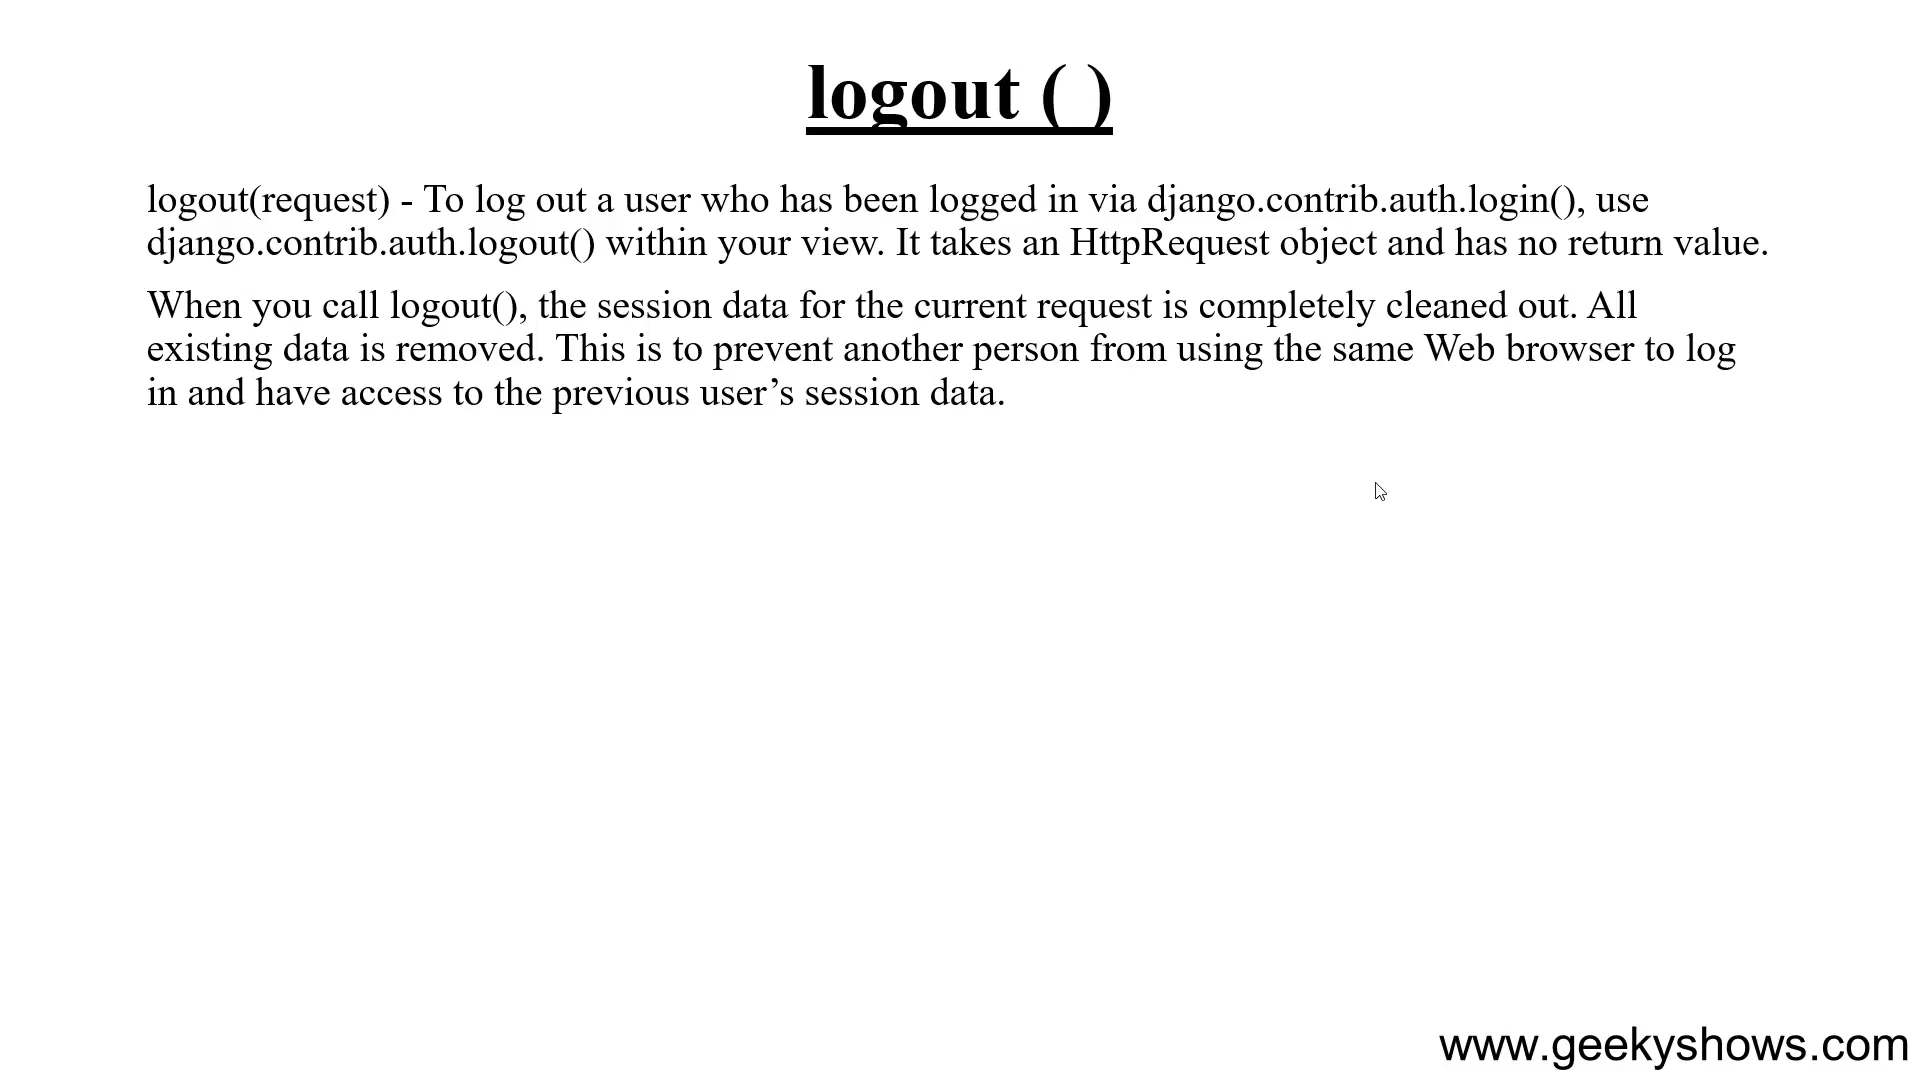 logout ( )
logout(request) - To log out a user who has been logged in via django.contrib.auth.login(), use
django.contrib.auth.logout() within your view. It takes an HttpRequest object and has no return value.
When you call logout(), the session data for the current request is completely cleaned out. All
existing data is removed. This is to prevent another person from using the same Web browser to log
in and have access to the previous user’s session data.
www.geekyshows.com